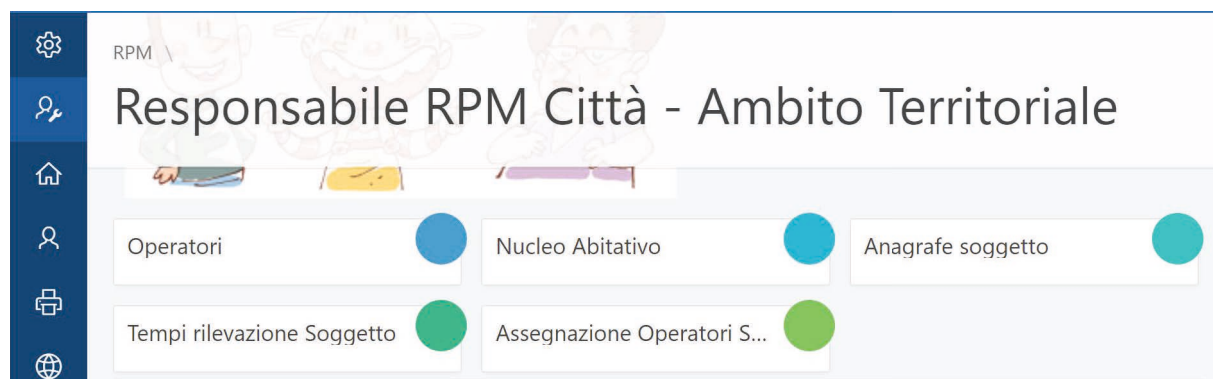 RPM \
Responsabile RPM Città - Ambito Territoriale
Operatori
Nucleo Abitativo
Anagrafe soggetto
Tempi rilevazione Soggetto
Assegnazione Operatori S...